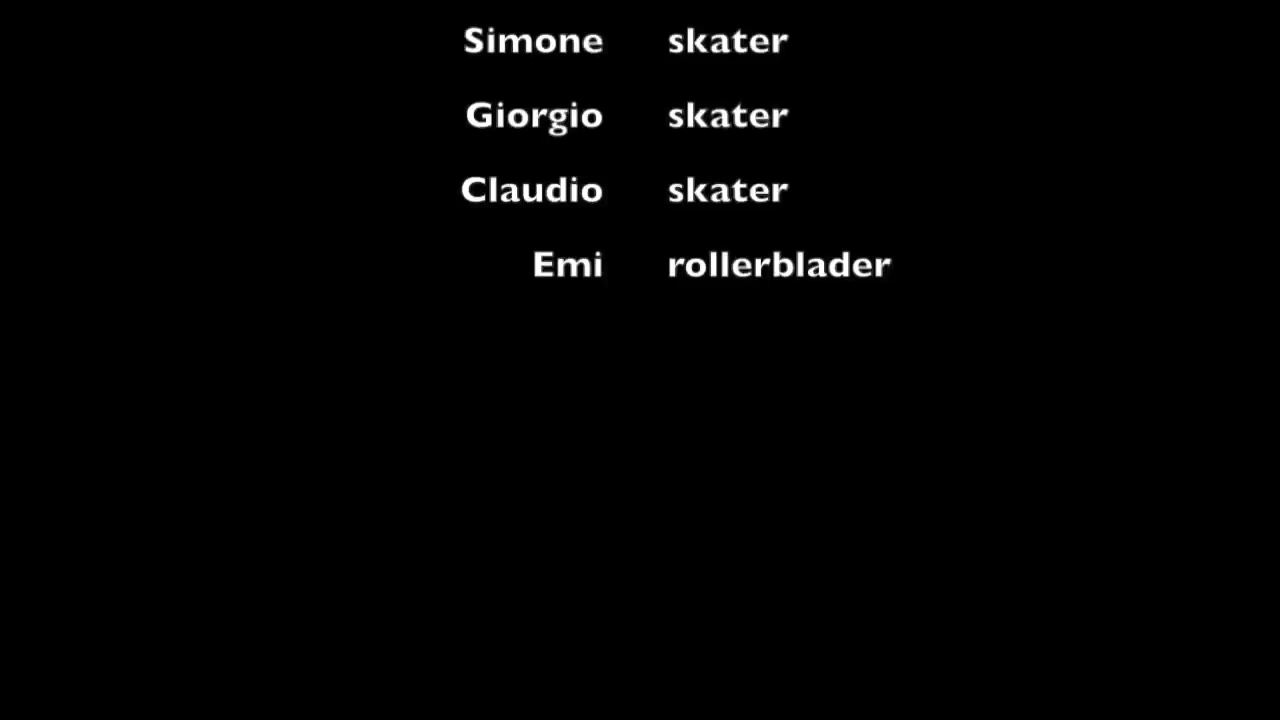 Simone skater
Giorgio skater
Claudio skater
Emi rollerblader